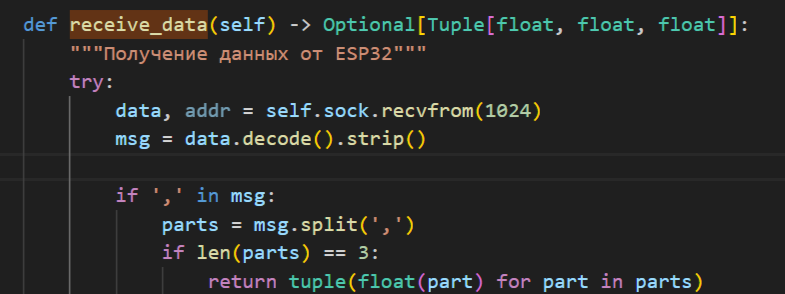 def receive_data(self) -> Optional[Tuple[float, float, float]]:
"""Получение данных от ESP32"""
try:
data, addr = self.sock.recvfrom(1024)
msg = data.decode().strip()
if ',' in msg:
parts = msg.split(',')
if len(parts) == 3:
return tuple(float(part) for part in parts)